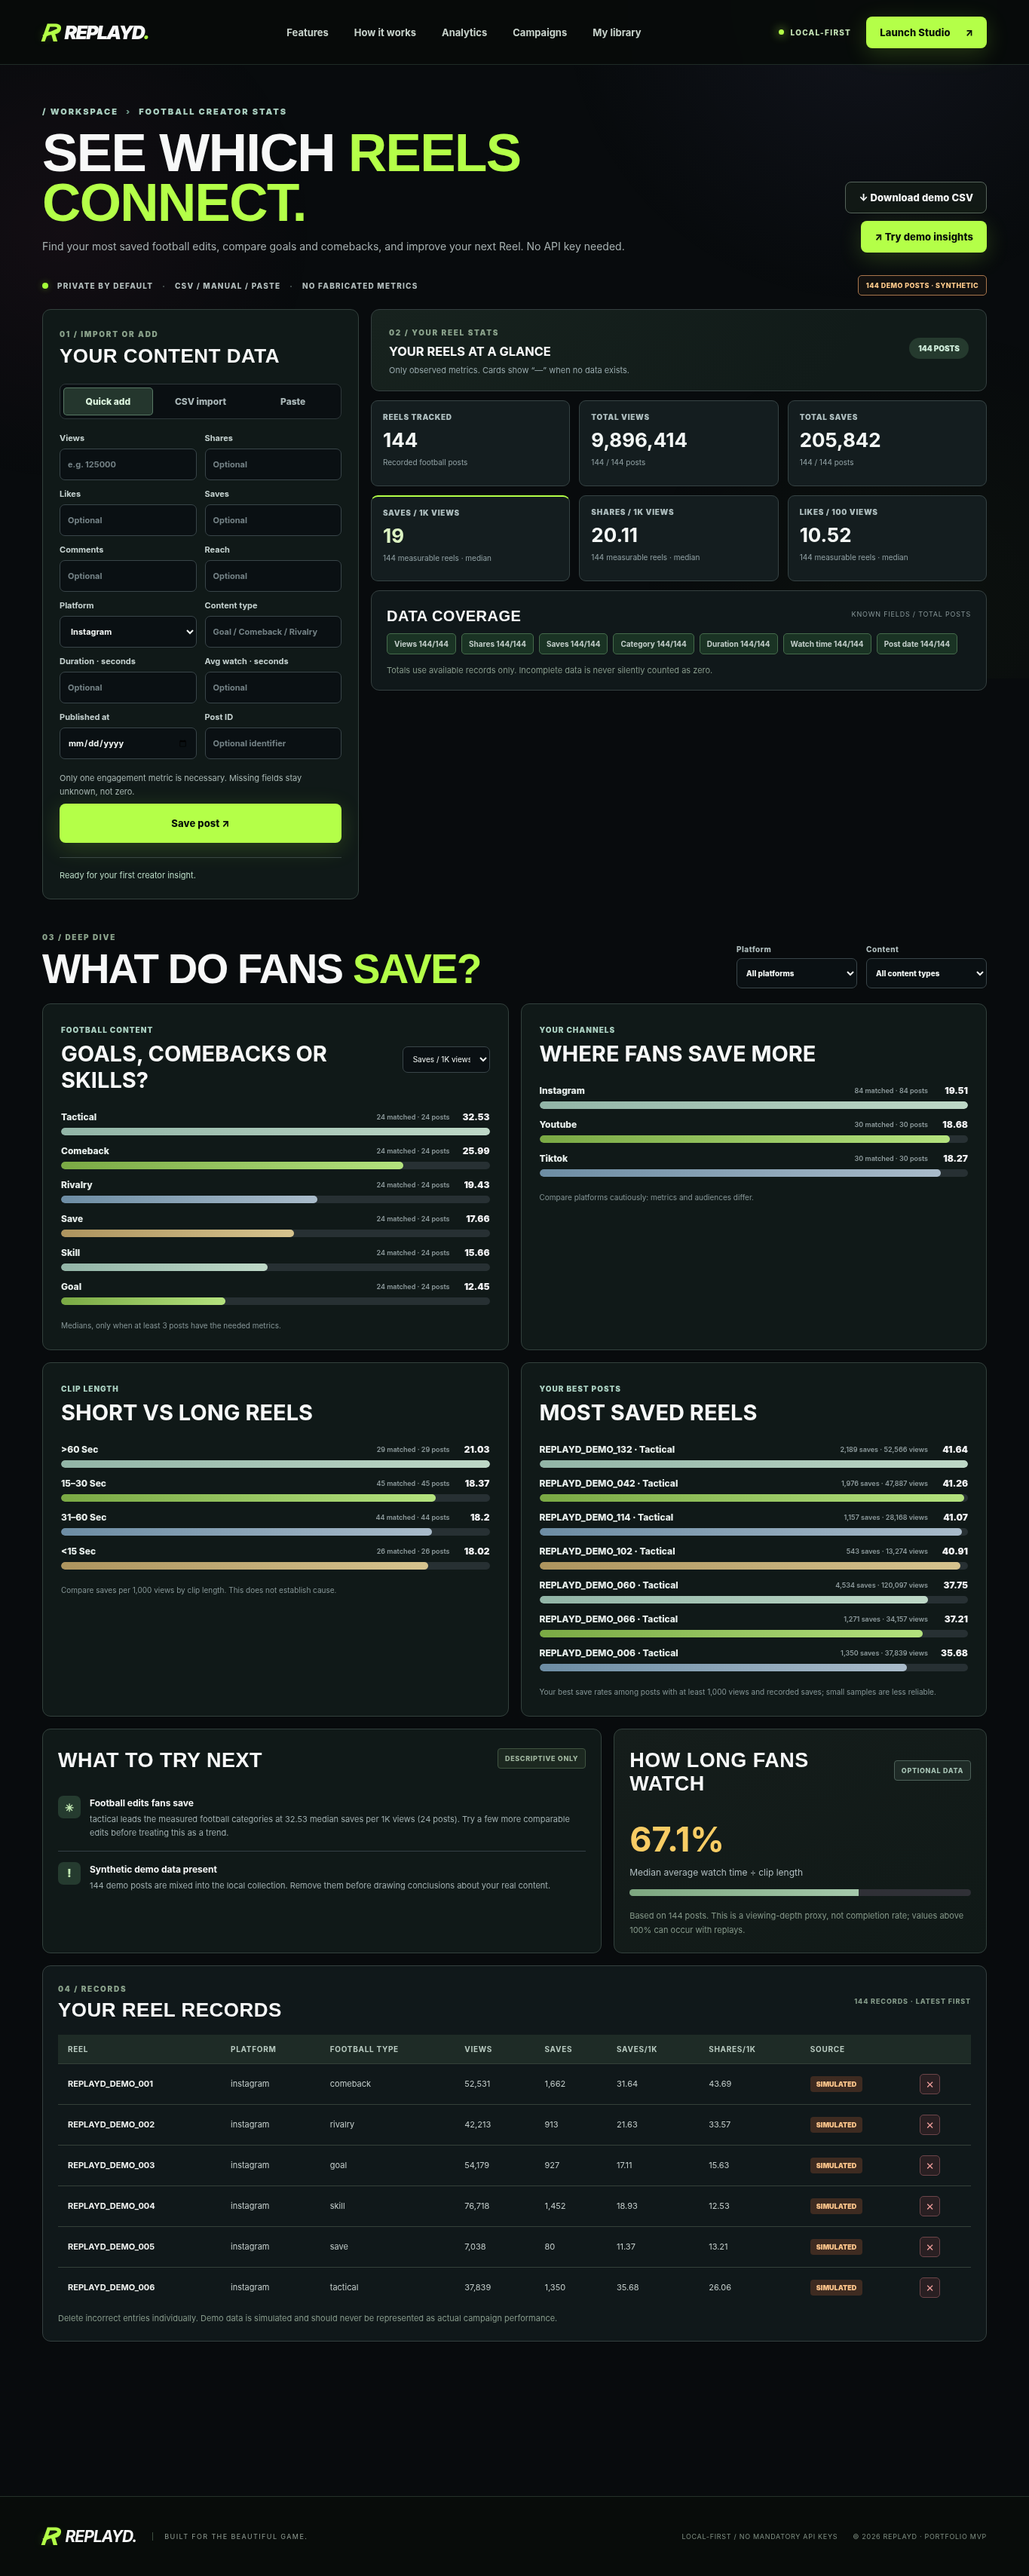 REPLAYD.
Features How it works Analytics Campaigns My library
LOCAL-FIRST
Launch Studio ↗
/ WORKSPACE › FOOTBALL CREATOR STATS
SEE WHICH REELS
CONNECT.
Find your most saved football edits, compare goals and comebacks, and improve your next Reel. No API key needed.
↓ Download demo CSV
↗ Try demo insights
PRIVATE BY DEFAULT · CSV / MANUAL / PASTE · NO FABRICATED METRICS
144 DEMO POSTS · SYNTHETIC
01 / IMPORT OR ADD
YOUR CONTENT DATA
Quick add CSV import Paste
Views Shares
e.g. 125000 Optional
Likes Saves
Optional Optional
Comments Reach
Optional Optional
Platform Content type
Instagram Goal / Comeback / Rivalry
Duration · seconds Avg watch · seconds
Optional Optional
Published at Post ID
mm/dd/yyyy Optional identifier
Only one engagement metric is necessary. Missing fields stay
unknown, not zero.
Save post ↗
Ready for your first creator insight.
02 / YOUR REEL STATS
YOUR REELS AT A GLANCE
Only observed metrics. Cards show "—" when no data exists.
144 POSTS
REELS TRACKED
144
Recorded football posts
TOTAL VIEWS
9,896,414
144 / 144 posts
TOTAL SAVES
205,842
144 / 144 posts
SAVES / 1K VIEWS
19
144 measurable reels · median
SHARES / 1K VIEWS
20.11
144 measurable reels · median
LIKES / 100 VIEWS
10.52
144 measurable reels · median
DATA COVERAGE
KNOWN FIELDS / TOTAL POSTS
Views 144/144 Shares 144/144 Saves 144/144 Category 144/144 Duration 144/144 Watch time 144/144 Post date 144/144
Totals use available records only. Incomplete data is never silently counted as zero.
03 / DEEP DIVE
WHAT DO FANS SAVE?
Platform Content
All platforms All content types
FOOTBALL CONTENT
GOALS, COMEBACKS OR
SKILLS?
Saves / 1K views
Tactical 24 matched · 24 posts 32.53
Comeback 24 matched · 24 posts 25.99
Rivalry 24 matched · 24 posts 19.43
Save 24 matched · 24 posts 17.66
Skill 24 matched · 24 posts 15.66
Goal 24 matched · 24 posts 12.45
Medians, only when at least 3 posts have the needed metrics.
YOUR CHANNELS
WHERE FANS SAVE MORE
Instagram 84 matched · 84 posts 19.51
Youtube 30 matched · 30 posts 18.68
Tiktok 30 matched · 30 posts 18.27
Compare platforms cautiously: metrics and audiences differ.
CLIP LENGTH
SHORT VS LONG REELS
>60 Sec 29 matched · 29 posts 21.03
15–30 Sec 45 matched · 45 posts 18.37
31–60 Sec 44 matched · 44 posts 18.2
<15 Sec 26 matched · 26 posts 18.02
Compare saves per 1,000 views by clip length. This does not establish cause.
YOUR BEST POSTS
MOST SAVED REELS
REPLAYD_DEMO_132 · Tactical 2,189 saves · 52,566 views 41.64
REPLAYD_DEMO_042 · Tactical 1,976 saves · 47,887 views 41.26
REPLAYD_DEMO_114 · Tactical 1,157 saves · 28,168 views 41.07
REPLAYD_DEMO_102 · Tactical 543 saves · 13,274 views 40.91
REPLAYD_DEMO_060 · Tactical 4,534 saves · 120,097 views 37.75
REPLAYD_DEMO_066 · Tactical 1,271 saves · 34,157 views 37.21
REPLAYD_DEMO_006 · Tactical 1,350 saves · 37,839 views 35.68
Your best save rates among posts with at least 1,000 views and recorded saves; small samples are less reliable.
WHAT TO TRY NEXT
DESCRIPTIVE ONLY
Football edits fans save
tactical leads the measured football categories at 32.53 median saves per 1K views (24 posts). Try a few more comparable
edits before treating this as a trend.
! Synthetic demo data present
144 demo posts are mixed into the local collection. Remove them before drawing conclusions about your real content.
HOW LONG FANS
WATCH
OPTIONAL DATA
67.1%
Median average watch time ÷ clip length
Based on 144 posts. This is a viewing-depth proxy, not completion rate; values above
100% can occur with replays.
04 / RECORDS
YOUR REEL RECORDS
144 RECORDS · LATEST FIRST
REEL PLATFORM FOOTBALL TYPE VIEWS SAVES SAVES/1K SHARES/1K SOURCE
REPLAYD_DEMO_001 instagram comeback 52,531 1,662 31.64 43.69 SIMULATED ×
REPLAYD_DEMO_002 instagram rivalry 42,213 913 21.63 33.57 SIMULATED ×
REPLAYD_DEMO_003 instagram goal 54,179 927 17.11 15.63 SIMULATED ×
REPLAYD_DEMO_004 instagram skill 76,718 1,452 18.93 12.53 SIMULATED ×
REPLAYD_DEMO_005 instagram save 7,038 80 11.37 13.21 SIMULATED ×
REPLAYD_DEMO_006 instagram tactical 37,839 1,350 35.68 26.06 SIMULATED ×
Delete incorrect entries individually. Demo data is simulated and should never be represented as actual campaign performance.
REPLAYD. | BUILT FOR THE BEAUTIFUL GAME.
LOCAL-FIRST / NO MANDATORY API KEYS © 2026 REPLAYD · PORTFOLIO MVP